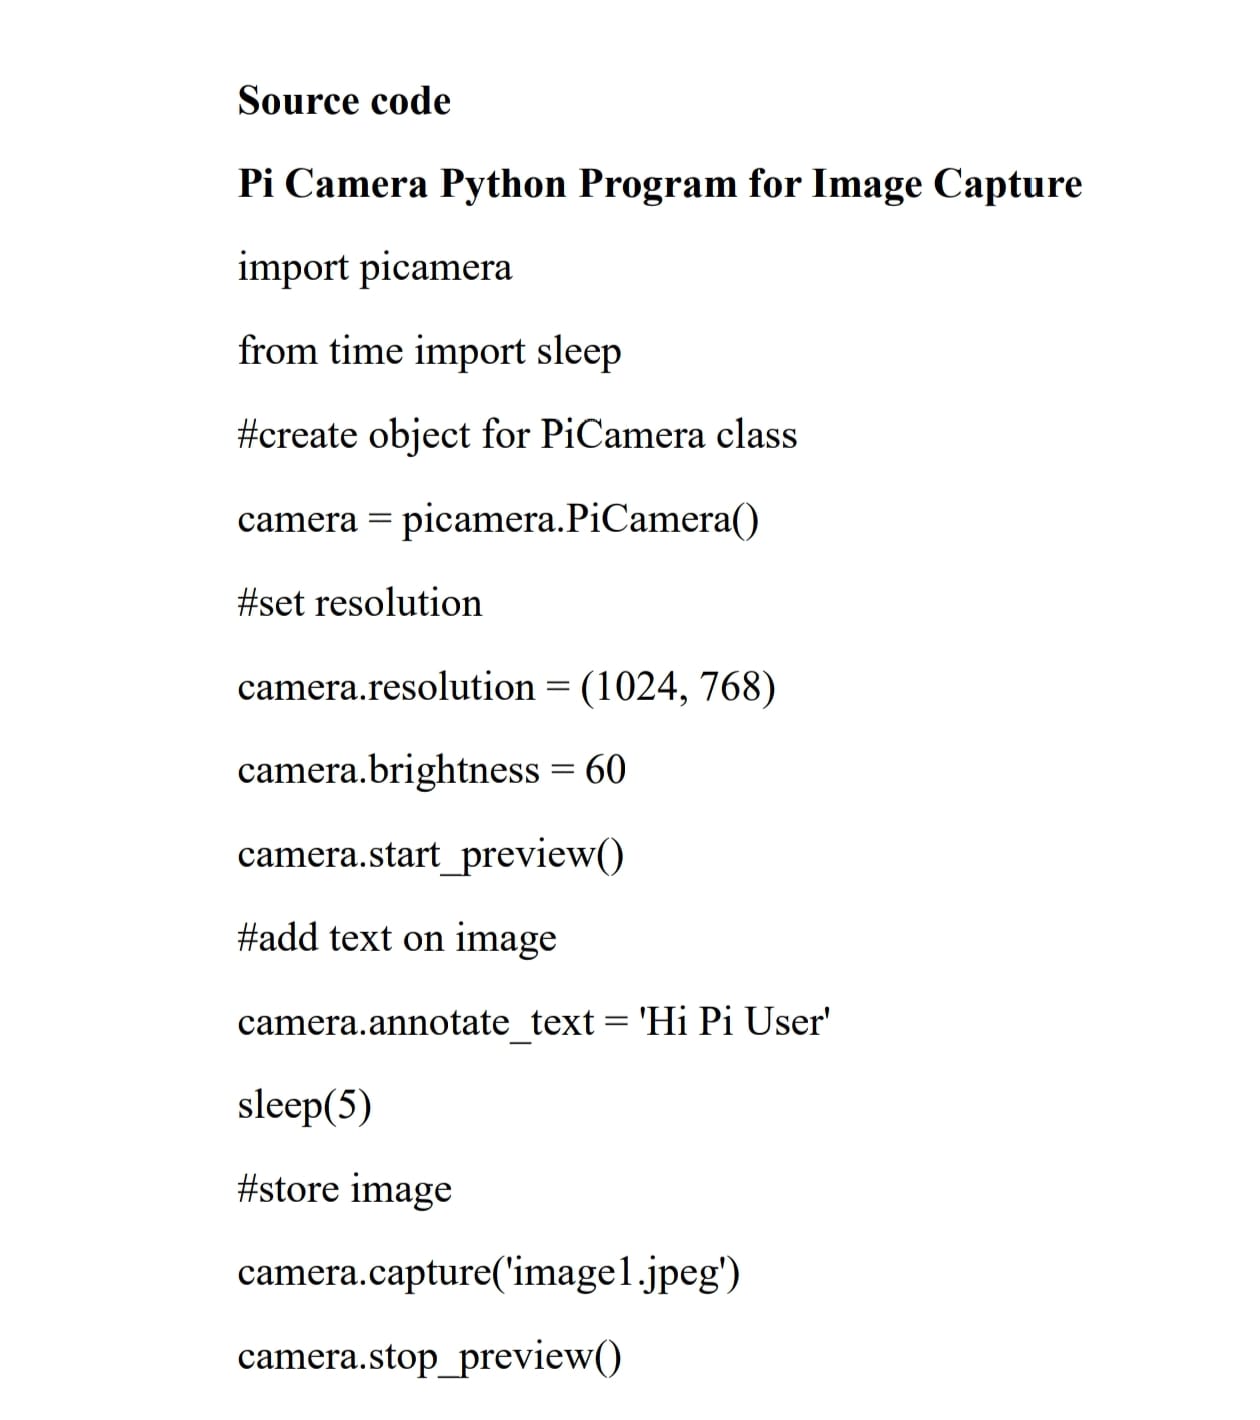 Source code
Pi Camera Python Program for Image Capture
import picamera
from time import sleep
#create object for PiCamera class
camera = picamera.PiCamera()
#set resolution
camera.resolution = (1024, 768)
camera.brightness = 60
camera.start_preview()
#add text on image
camera.annotate_text = 'Hi Pi User'
sleep(5)
#store image
camera.capture('image1.jpeg')
camera.stop_preview()